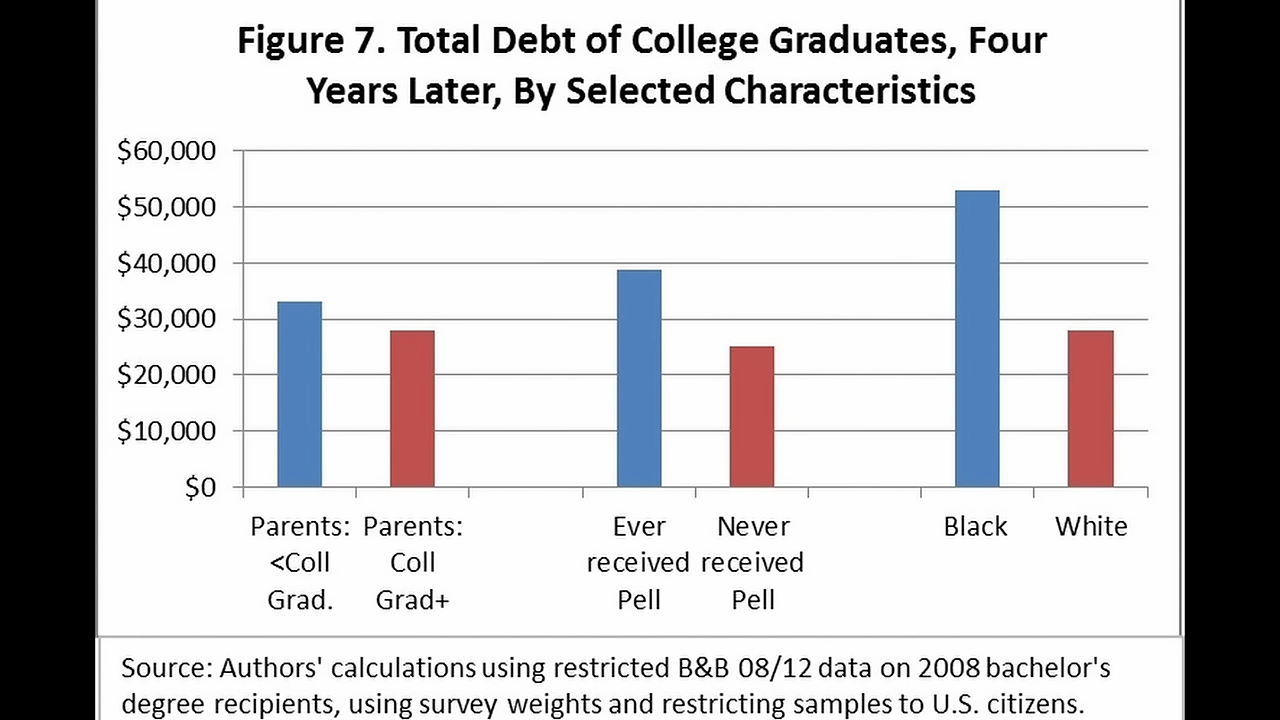 Figure 7. Total Debt of College Graduates, Four
Years Later, By Selected Characteristics
$60,000
$50,000
$40,000
$30,000
$20,000
$10,000
$0
Parents: <Coll Grad.
Parents: Coll Grad+
Ever received Pell
Never received Pell
Black
White
Source: Authors' calculations using restricted B&B 08/12 data on 2008 bachelor's
degree recipients, using survey weights and restricting samples to U.S. citizens.